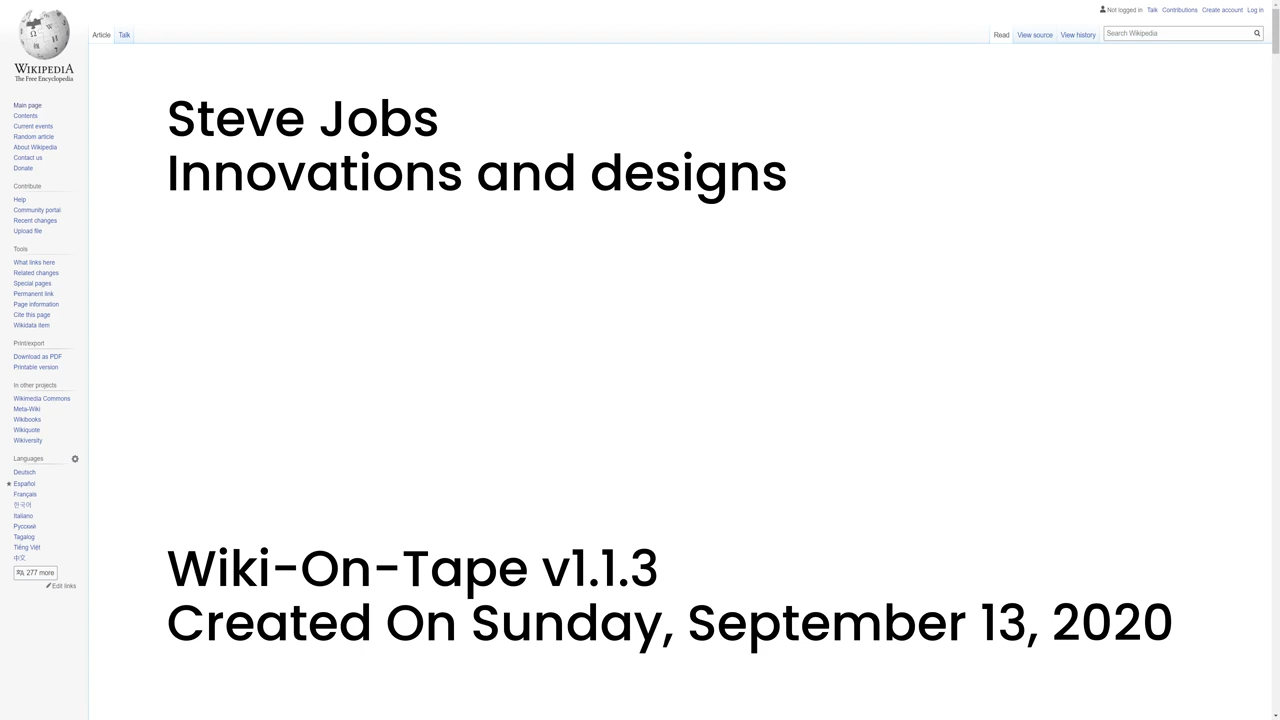 Not logged in Talk Contributions Create account Log in
Article Talk Read View source View history Search Wikipedia
WIKIPEDIA
The Free Encyclopedia
Main page
Contents
Current events
Random article
About Wikipedia
Contact us
Donate
Contribute
Help
Community portal
Recent changes
Upload file
Tools
What links here
Related changes
Special pages
Permanent link
Page information
Cite this page
Wikidata item
Print/export
Download as PDF
Printable version
In other projects
Wikimedia Commons
Meta-Wiki
Wikibooks
Wikiquote
Wikiversity
Languages
Deutsch
Español
Français
한국어
Italiano
Русский
Tagalog
Tiếng Việt
中文
277 more
Edit links
Steve Jobs
Innovations and designs
Wiki-On-Tape v1.1.3
Created On Sunday, September 13, 2020